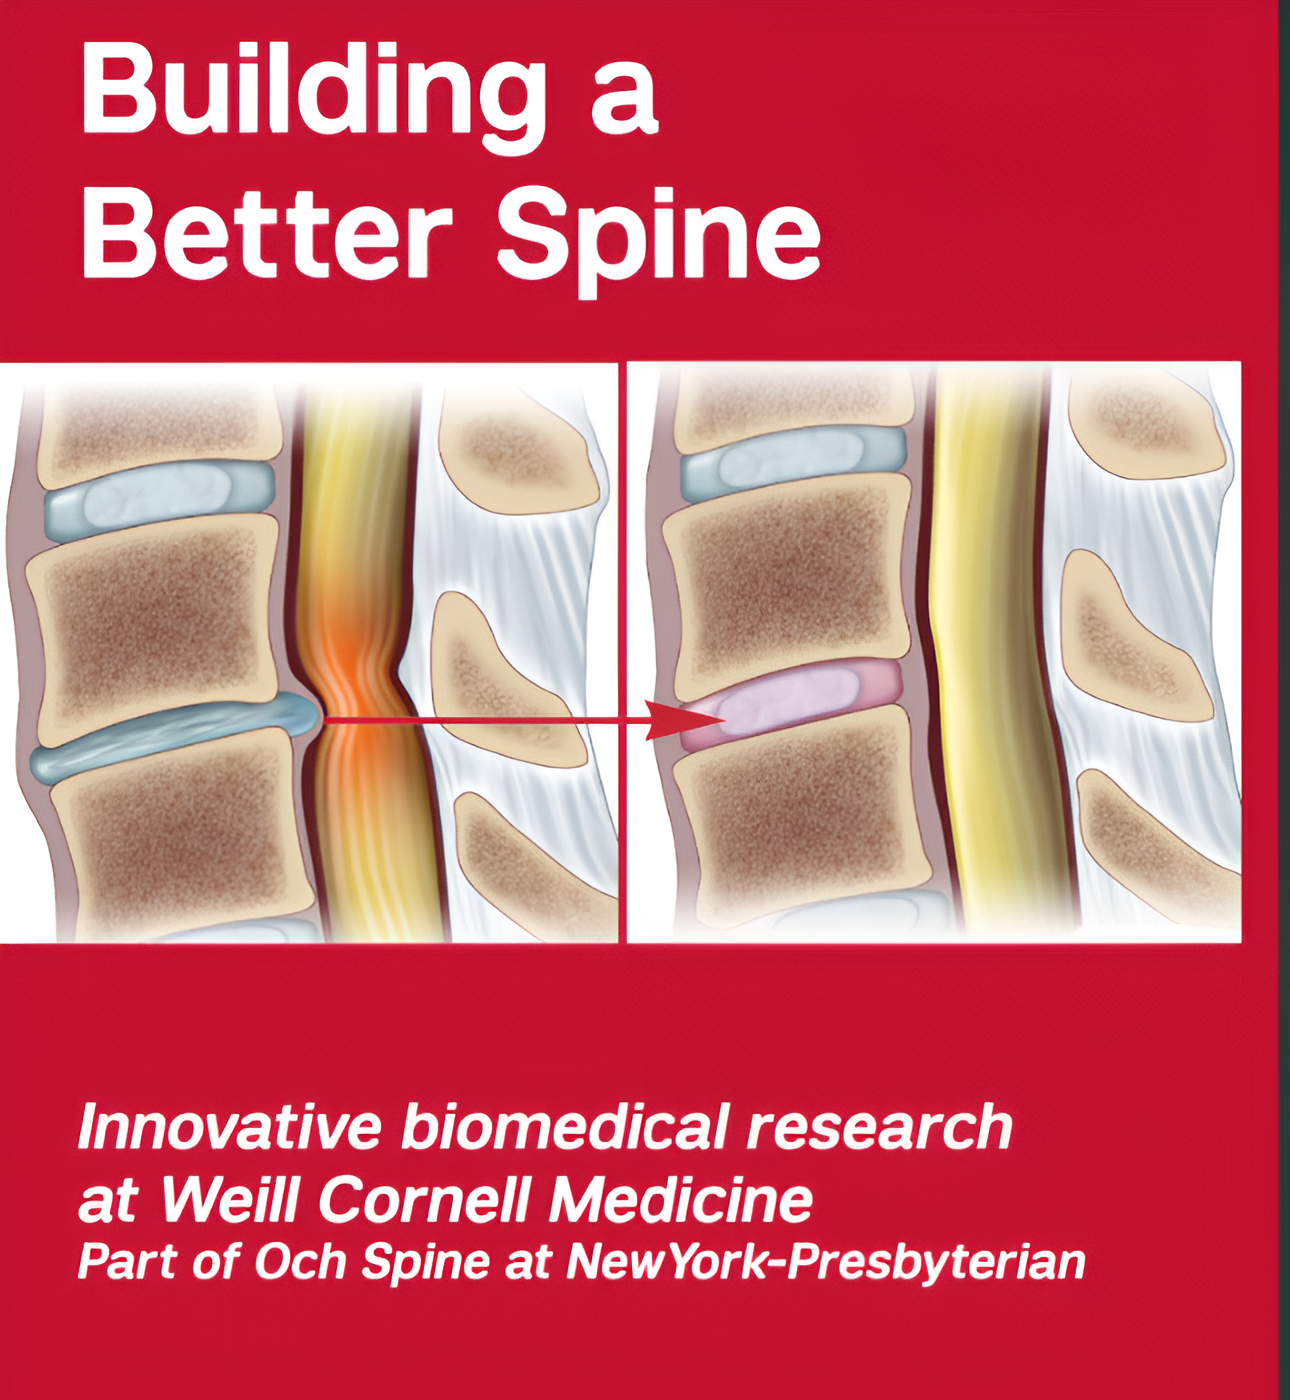 Building a
Better Spine
Innovative biomedical research
at Weill Cornell Medicine
Part of Och Spine at NewYork-Presbyterian